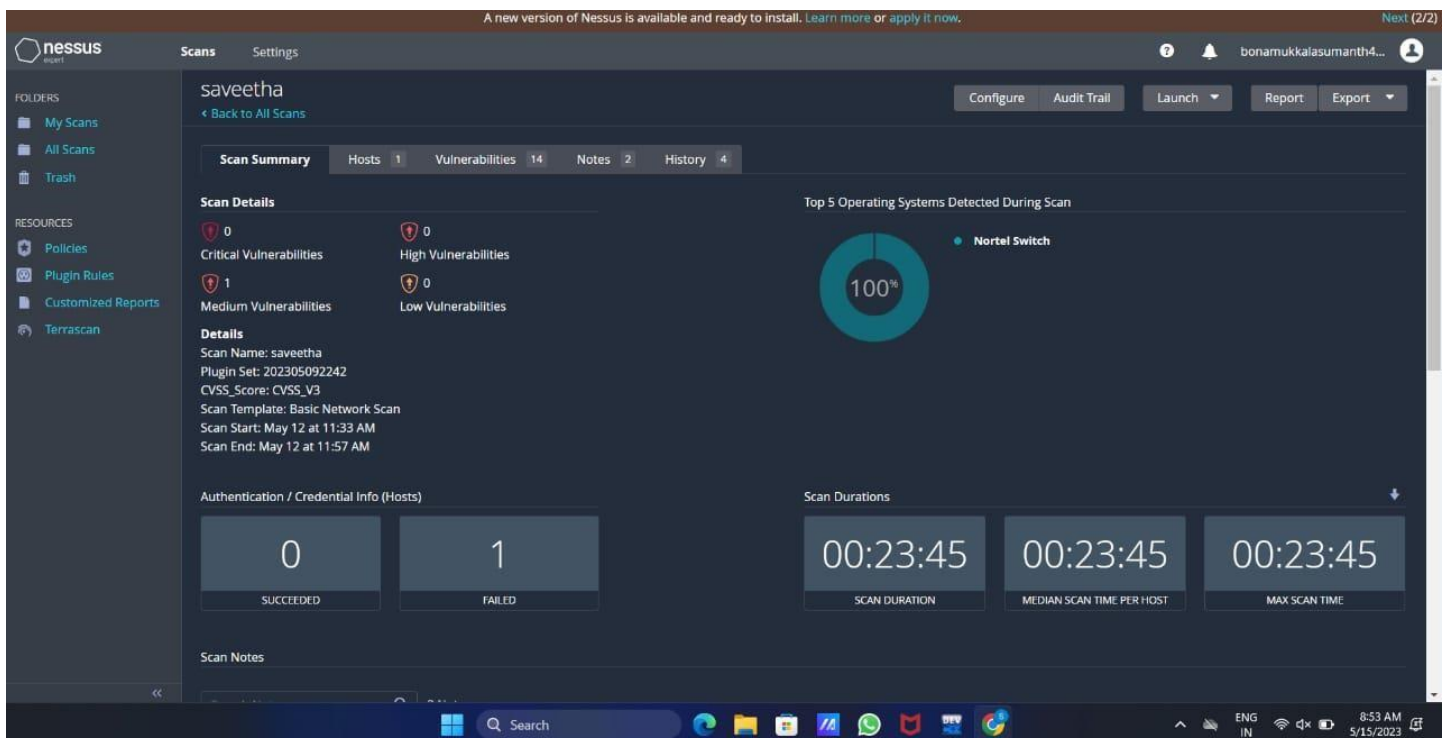 A new version of Nessus is available and ready to install. Learn more or apply it now.
Next (2/2)
nessus
expert
Scans
Settings
bonamukkalasumanth4...
FOLDERS
My Scans
All Scans
Trash
RESOURCES
Policies
Plugin Rules
Customized Reports
Terrascan
saveetha
< Back to All Scans
Configure
Audit Trail
Launch
Report
Export
Scan Summary
Hosts 1
Vulnerabilities 14
Notes 2
History 4
Scan Details
0
Critical Vulnerabilities
0
High Vulnerabilities
1
Medium Vulnerabilities
0
Low Vulnerabilities
Details
Scan Name: saveetha
Plugin Set: 202305092242
CVSS_Score: CVSS_V3
Scan Template: Basic Network Scan
Scan Start: May 12 at 11:33 AM
Scan End: May 12 at 11:57 AM
Top 5 Operating Systems Detected During Scan
100%
Nortel Switch
Authentication / Credential Info (Hosts)
0
SUCCEEDED
1
FAILED
Scan Durations
00:23:45
SCAN DURATION
00:23:45
MEDIAN SCAN TIME PER HOST
00:23:45
MAX SCAN TIME
Scan Notes
Search
DEV
ENG
IN
8:53 AM
5/15/2023